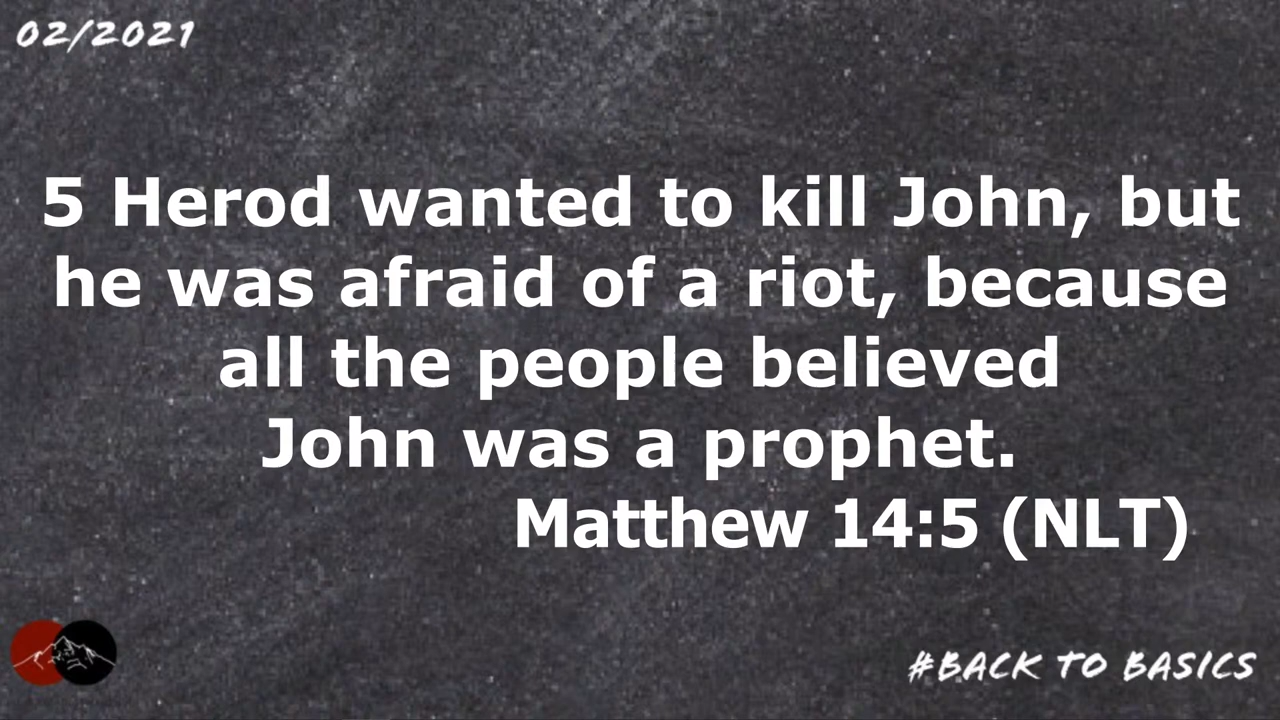 02/2021
5 Herod wanted to kill John, but
he was afraid of a riot, because
all the people believed
John was a prophet.
Matthew 14:5 (NLT)
#BACK TO BASICS